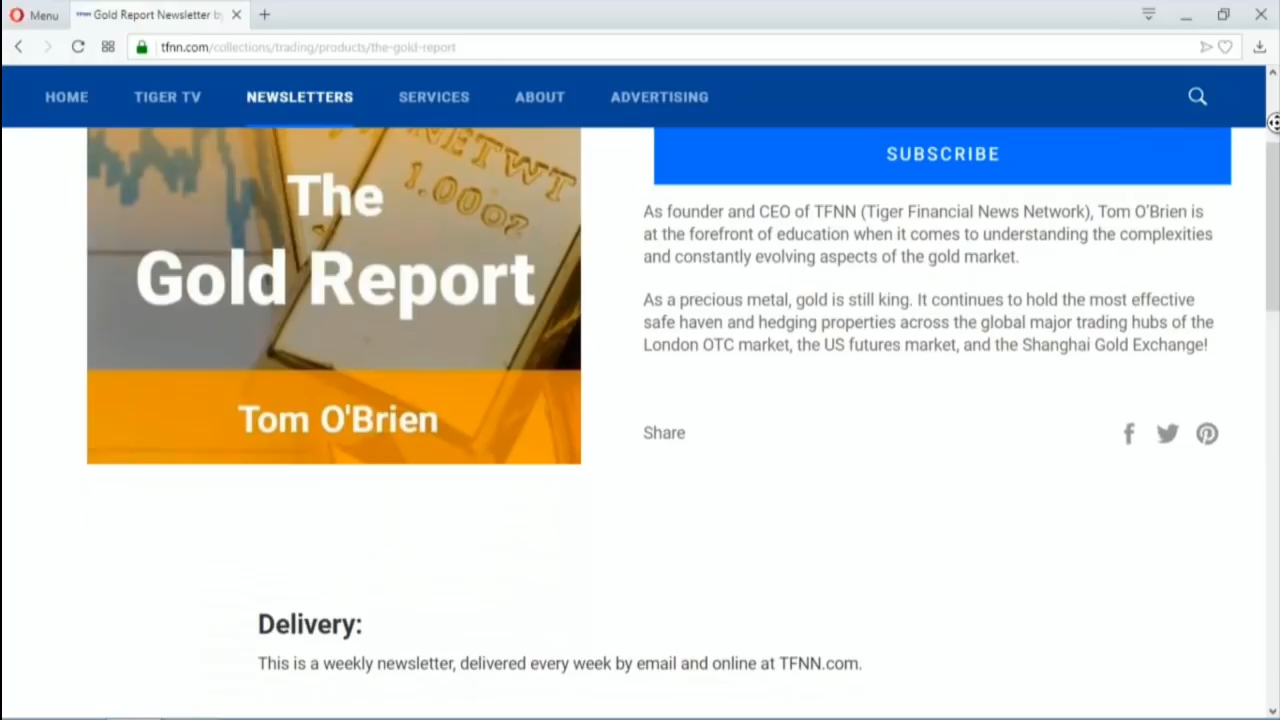 Menu
Gold Report Newsletter b
tfnn.com/collections/trading/products/the-gold-report
HOME TIGER TV NEWSLETTERS SERVICES ABOUT ADVERTISING
NETWT
1.00oz
The
Gold Report
Tom O'Brien
SUBSCRIBE
As founder and CEO of TFNN (Tiger Financial News Network), Tom O'Brien is
at the forefront of education when it comes to understanding the complexities
and constantly evolving aspects of the gold market.
As a precious metal, gold is still king. It continues to hold the most effective
safe haven and hedging properties across the global major trading hubs of the
London OTC market, the US futures market, and the Shanghai Gold Exchange!
Share
Delivery:
This is a weekly newsletter, delivered every week by email and online at TFNN.com.